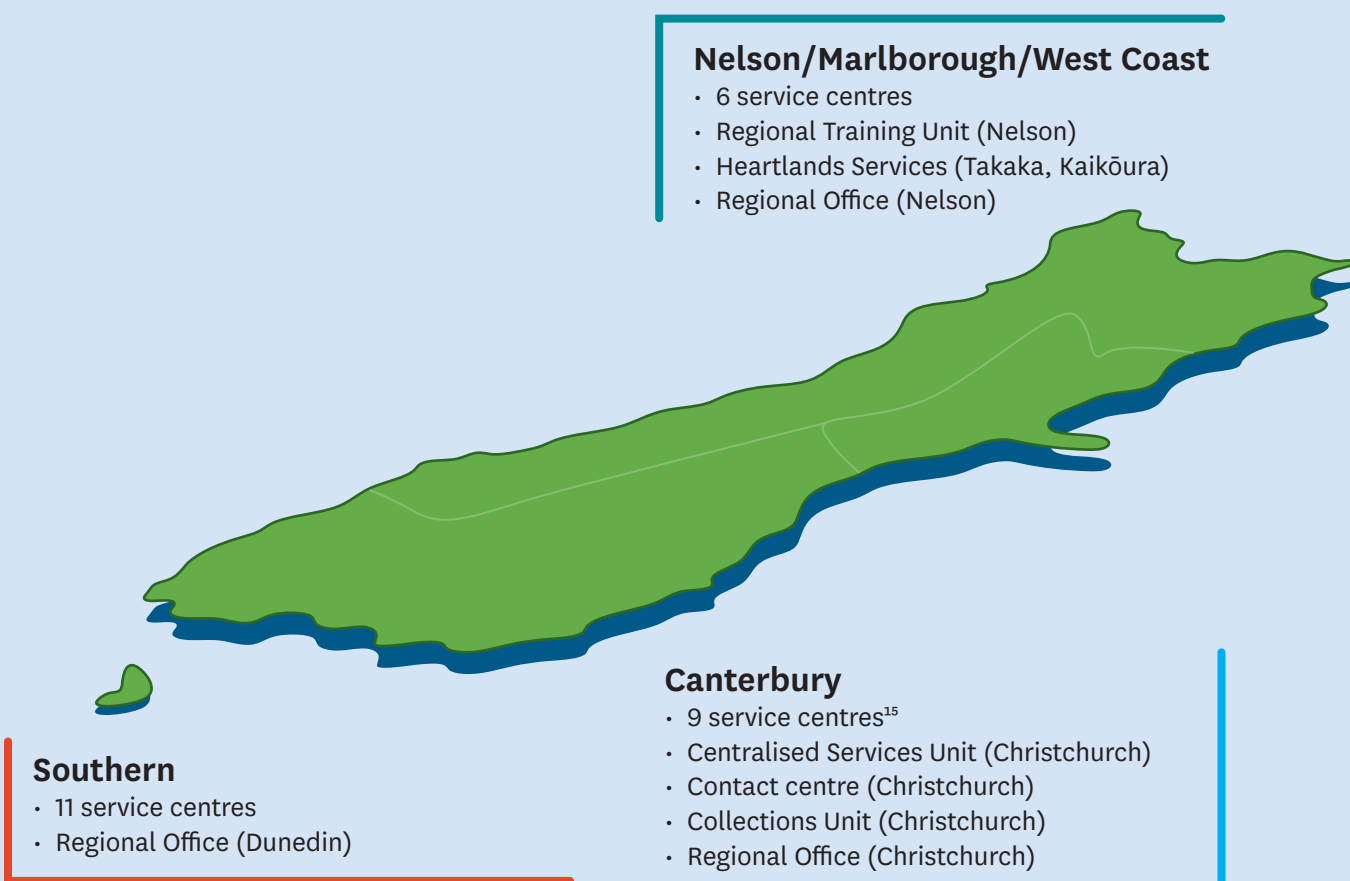 Nelson/Marlborough/West Coast
· 6 service centres
· Regional Training Unit (Nelson)
· Heartlands Services (Takaka, Kaikōura)
· Regional Office (Nelson)
Canterbury
· 9 service centres¹⁵
· Centralised Services Unit (Christchurch)
· Contact centre (Christchurch)
· Collections Unit (Christchurch)
· Regional Office (Christchurch)
Southern
· 11 service centres
· Regional Office (Dunedin)